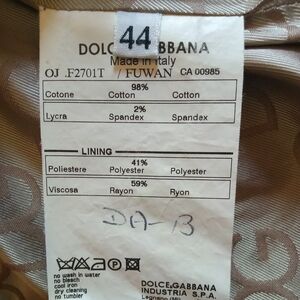 44
DOLC GABBANA
Made in Italy
OJ .F2701T / FUWAN CA 00985
98%
Cotone Cotton Cotton
2%
Lycra Spandex Spandex
LINING
41%
Poliestere Polyester Polyester
59%
Viscosa Rayon Ryon
DA-13
no wash in water
no bleach
cool iron
dry cleaning
no tumbler
DOLCE&GABBANA
INDUSTRIA S.P.A.
Legnano